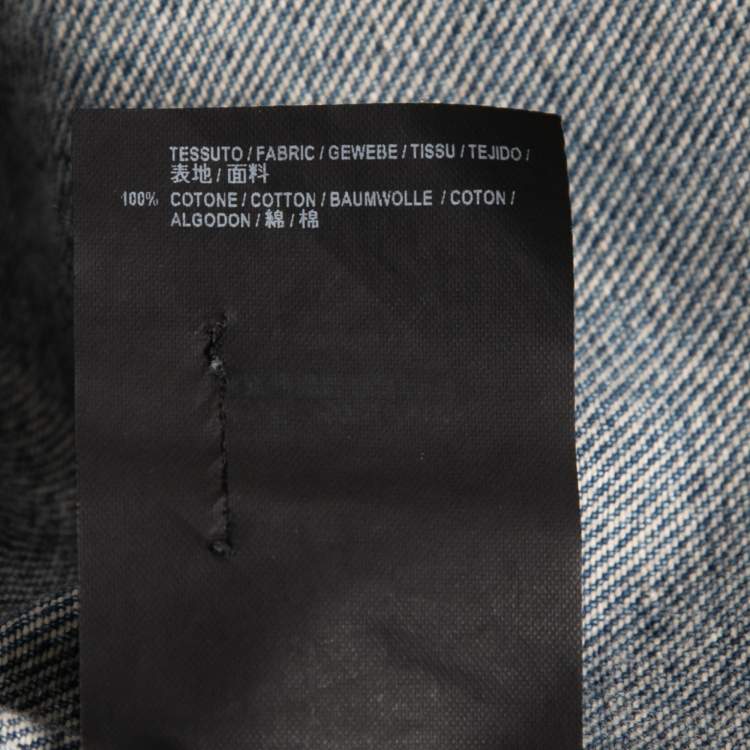 TESSUTO / FABRIC / GEWEBE / TISSU / TEJIDO /
表地 / 面料
100% COTONE / COTTON / BAUMWOLLE / COTON /
ALGODON / 綿 / 棉